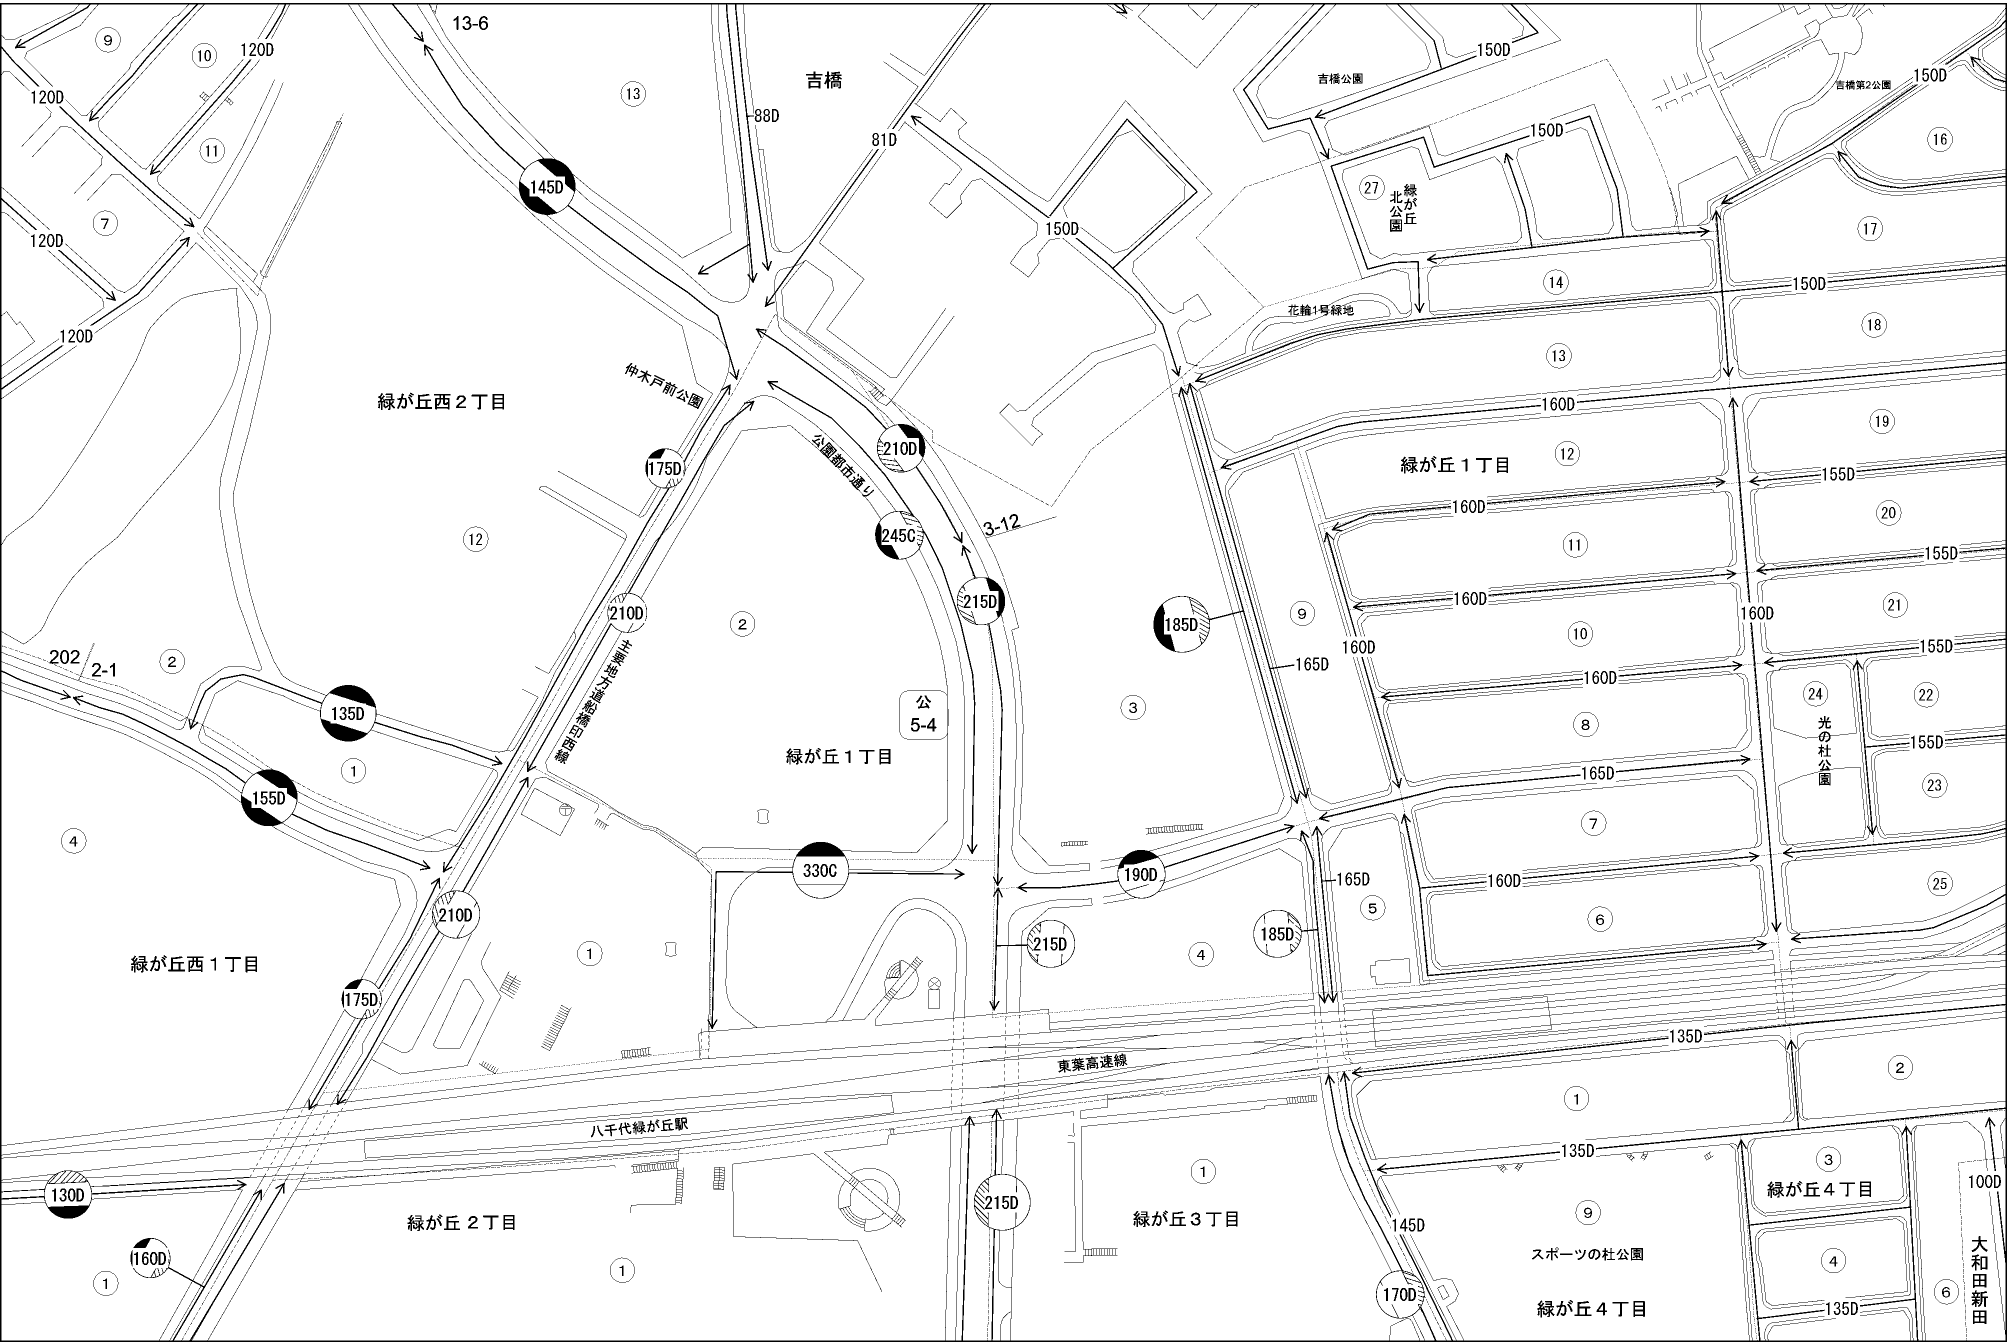 13-6
9
10
120D
13
吉橋
吉橋公園
150D
吉橋第2公園
150D
120D
88D
81D
150D
16
11
145D
27
緑が丘
北公園
7
120D
150D
17
14
150D
花輪1号緑地
120D
18
13
仲木戸前公園
緑が丘西２丁目
160D
19
公園都市通り
210D
175D
12
緑が丘１丁目
155D
160D
20
3-12
245C
12
11
155D
215D
160D
210D
2
185D
9
160D
21
10
160D
155D
202
2-1
2
主要地方道船橋印西線
165D
160D
24
22
135D
公
5-4
3
8
光の杜公園
155D
緑が丘１丁目
1
165D
23
155D
7
4
330C
190D
165D
160D
25
5
6
210D
185D
215D
1
4
緑が丘西１丁目
175D
135D
東葉高速線
2
1
八千代緑が丘駅
135D
3
1
130D
215D
緑が丘４丁目
100D
緑が丘２丁目
緑が丘３丁目
9
145D
大和田新田
スポーツの杜公園
160D
4
1
1
170D
6
緑が丘４丁目
135D